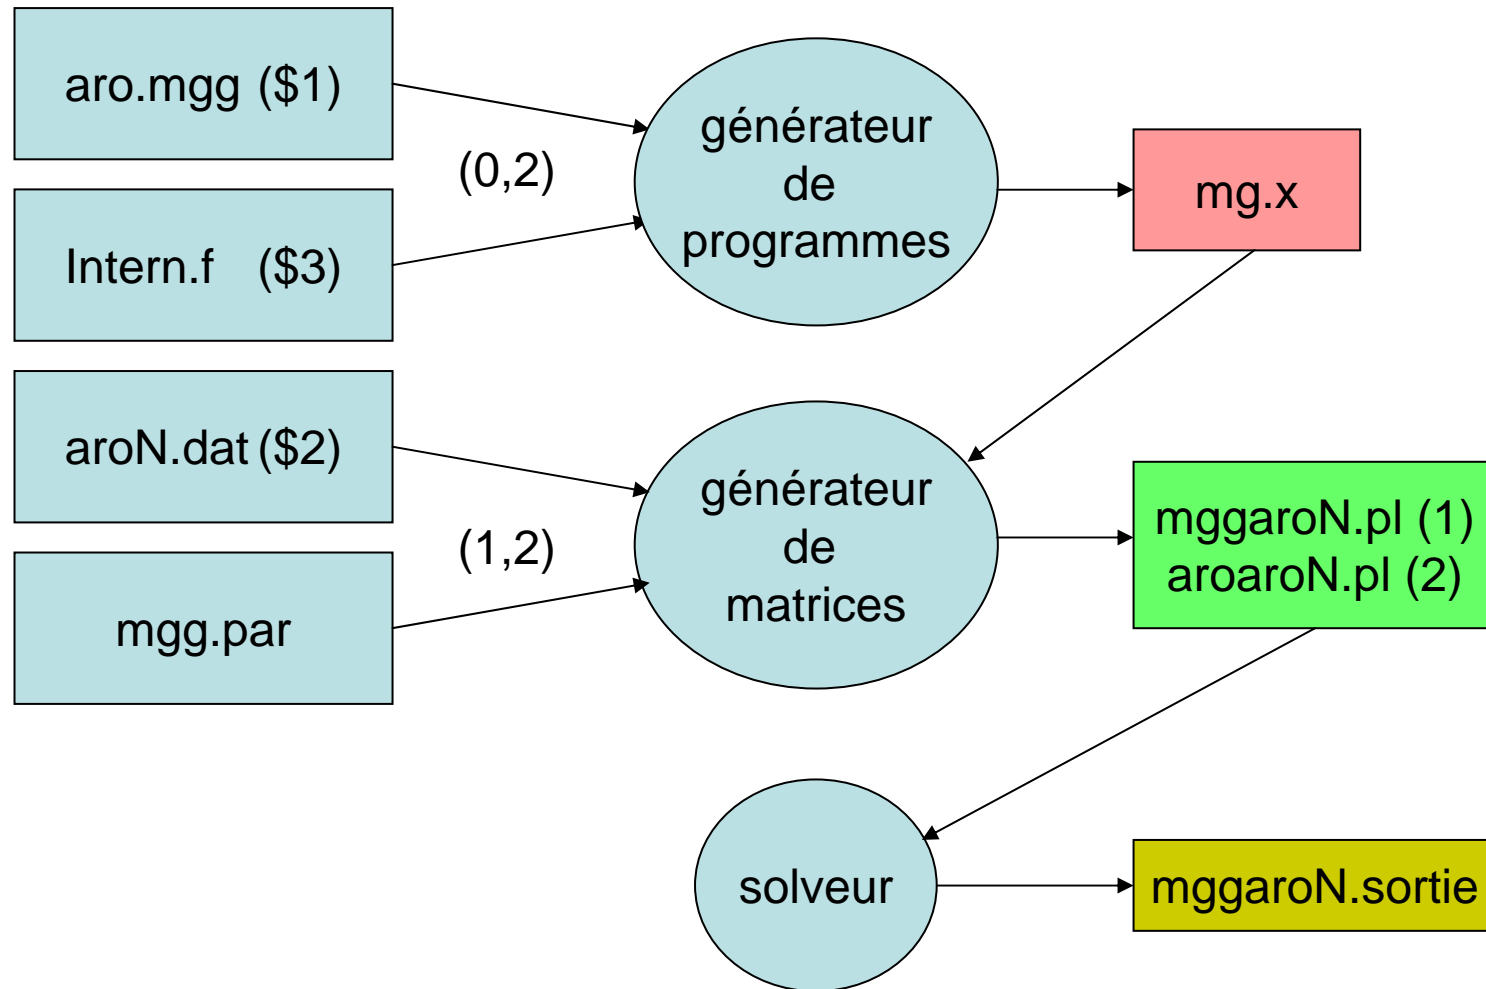 aro.mgg ($1)
(0,2)
Intern.f ($3)
générateur
de
programmes
mg.x
aroN.dat ($2)
(1,2)
mgg.par
générateur
de
matrices
mggaroN.pl (1)
aroaroN.pl (2)
solveur
mggaroN.sortie